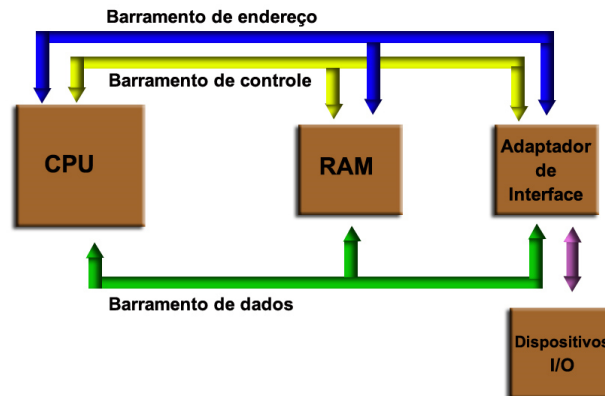 Barramento de endereço
Barramento de controle
CPU
RAM
Adaptador
de
Interface
Barramento de dados
Dispositivos
I/O